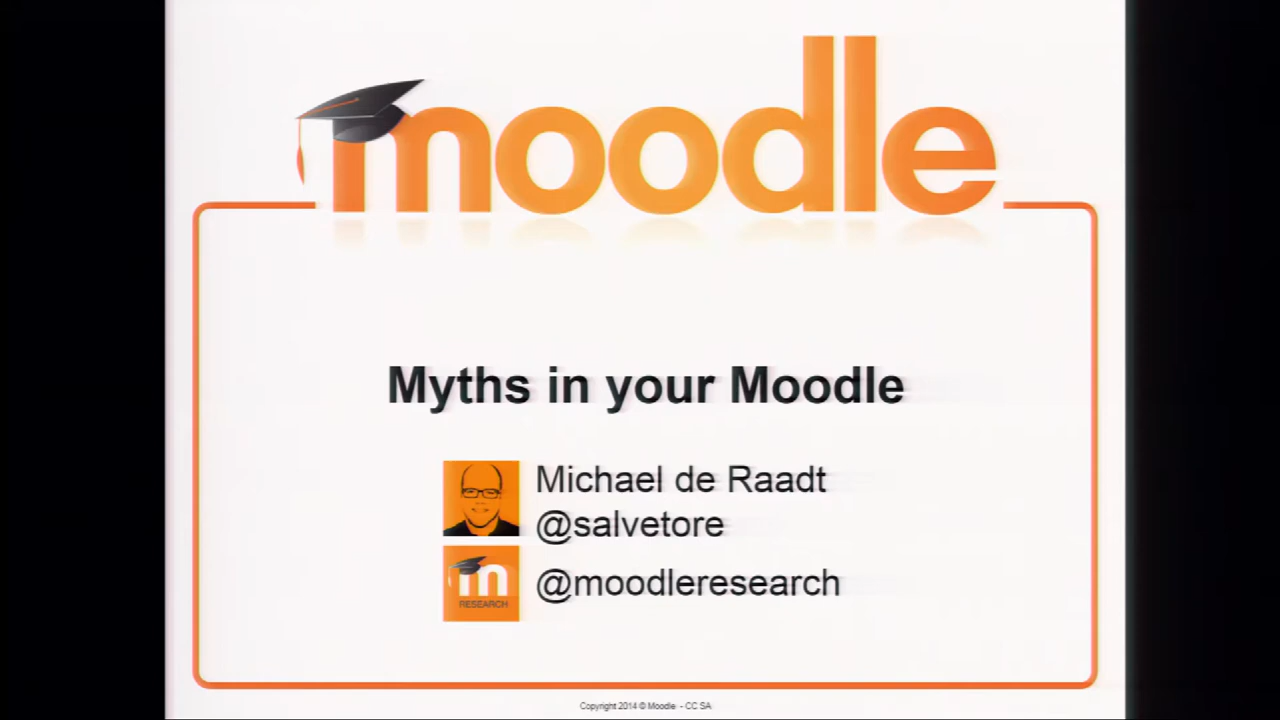 moodle
Myths in your Moodle
Michael de Raadt
@salvetore
m
RESEARCH
@moodleresearch
Copyright 2014 © Moodle - CC SA